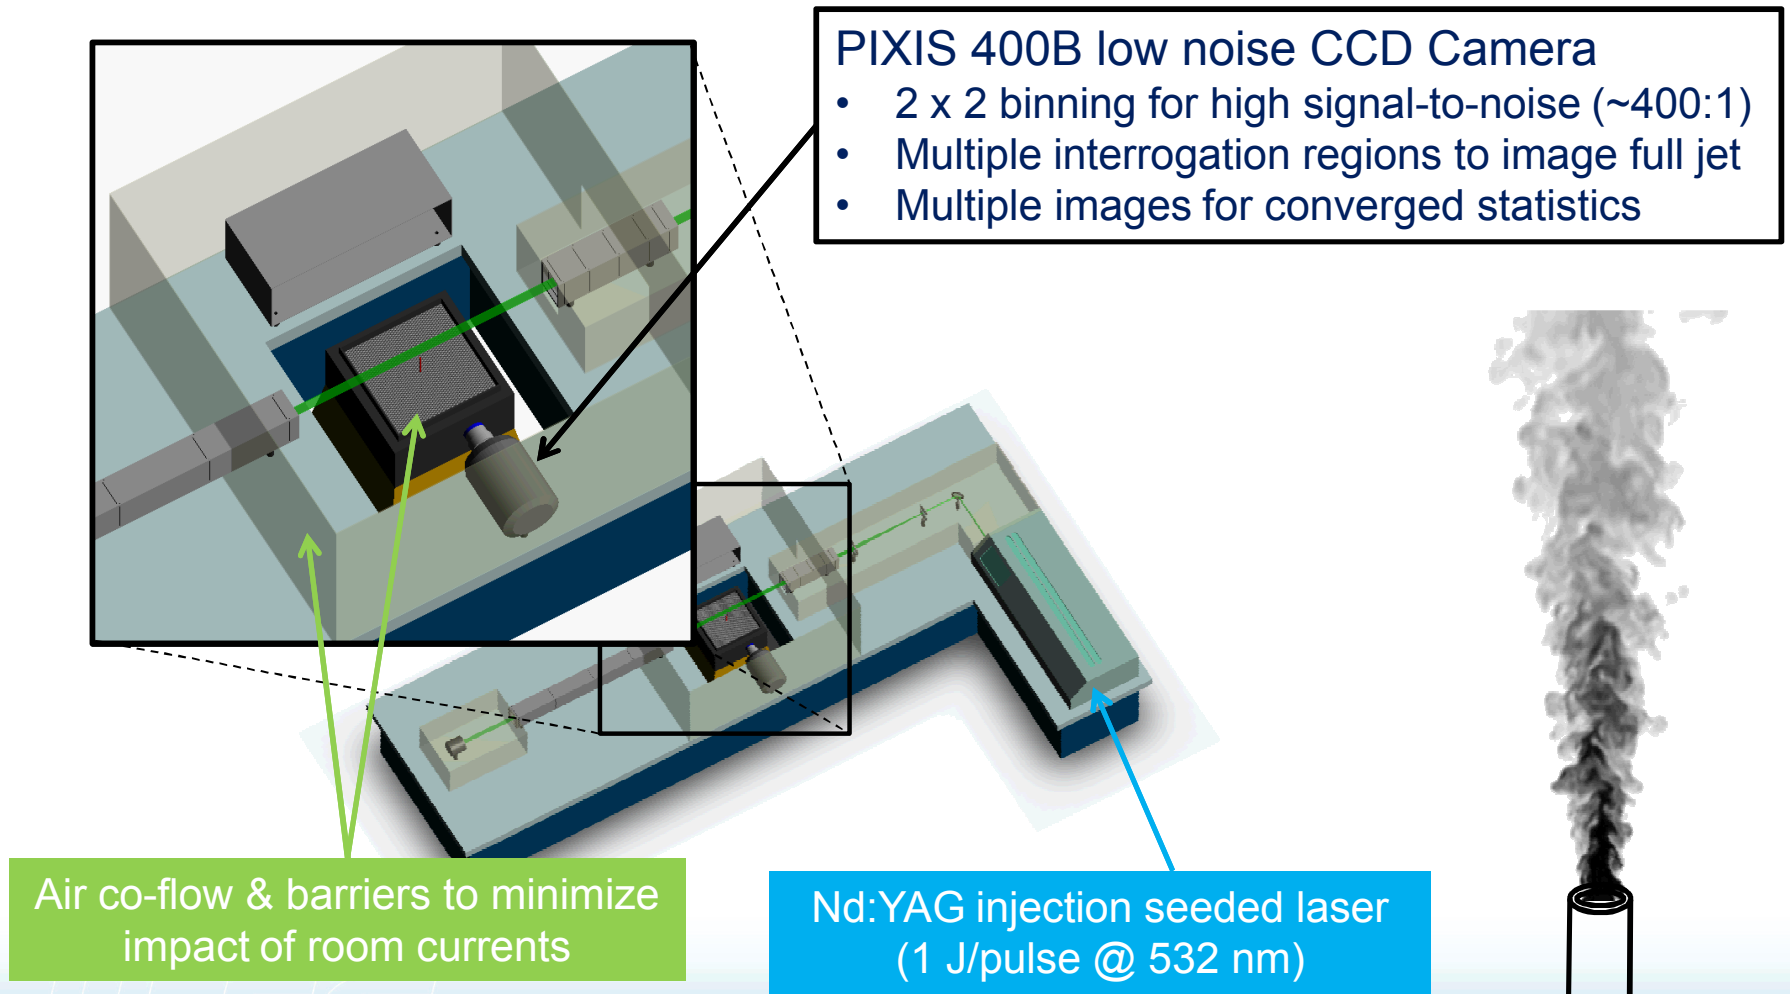 PIXIS 400B low noise CCD Camera
• 2 x 2 binning for high signal-to-noise (~400:1)
• Multiple interrogation regions to image full jet
• Multiple images for converged statistics
Air co-flow & barriers to minimize
impact of room currents
Nd:YAG injection seeded laser
(1 J/pulse @ 532 nm)